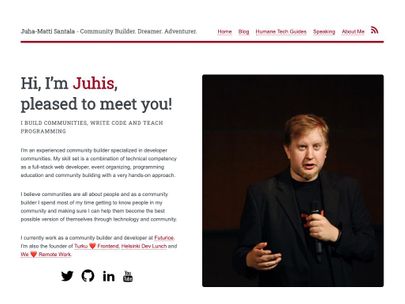 Juha-Matti Santala - Community Builder. Dreamer. Adventurer.
Home Blog Humane Tech Guides Speaking About Me
Hi, I'm Juhis,
pleased to meet you!
I BUILD COMMUNITIES, WRITE CODE AND TEACH
PROGRAMMING
I'm an experienced community builder specialized in developer
communities. My skill set is a combination of technical competency
as a full-stack web developer, event organizing, programming
education and community building with a very hands-on approach.
I believe communities are all about people and as a community
builder I spend most of my time getting to know people in my
community and making sure I can help them become the best
possible version of themselves through technology and community.
I currently work as a community builder and developer at Futurice.
I'm also the founder of Turku ❤️ Frontend, Helsinki Dev Lunch and
We ❤️ Remote Work.
You
Tube